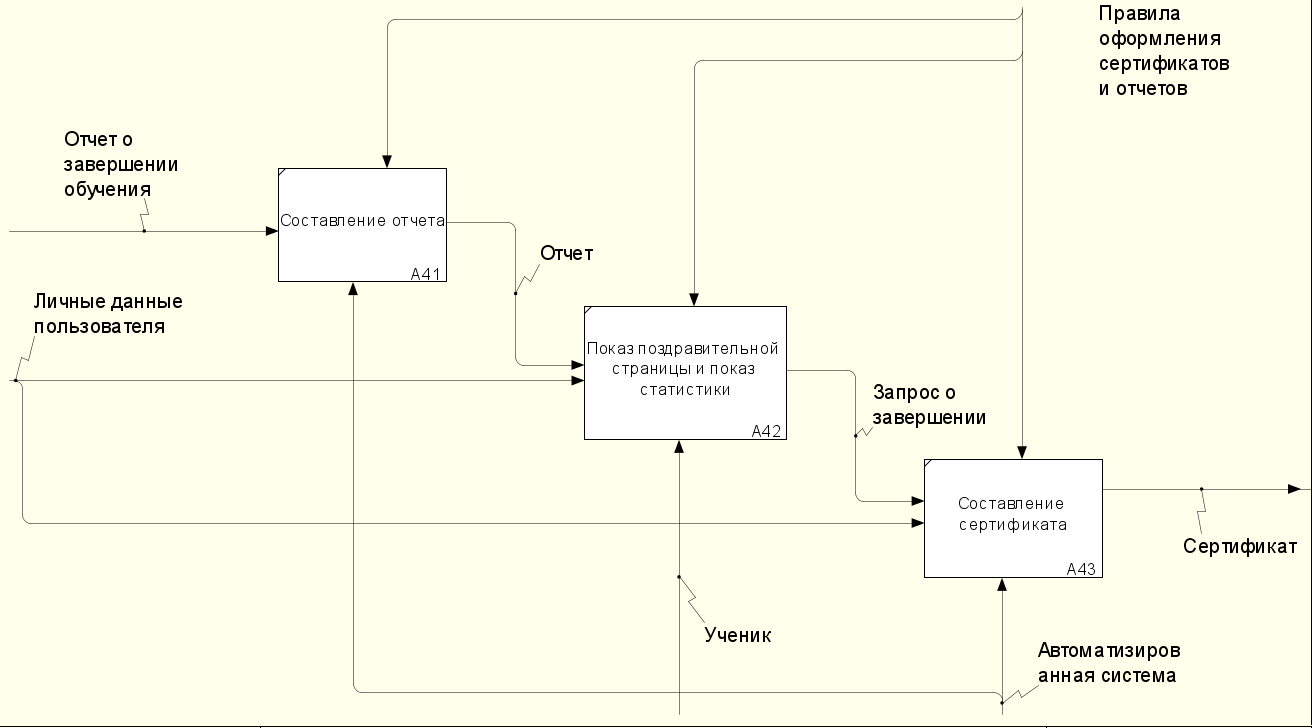 Правила
оформления
сертификатов
и отчетов
Отчет о
завершении
обучения
Составление отчета
A41
Отчет
Личные данные
пользователя
Показ поздравительной
страницы и показ
статистики
A42
Запрос о
завершении
Составление
сертификата
A43
Сертификат
Ученик
Автоматизиров
анная система